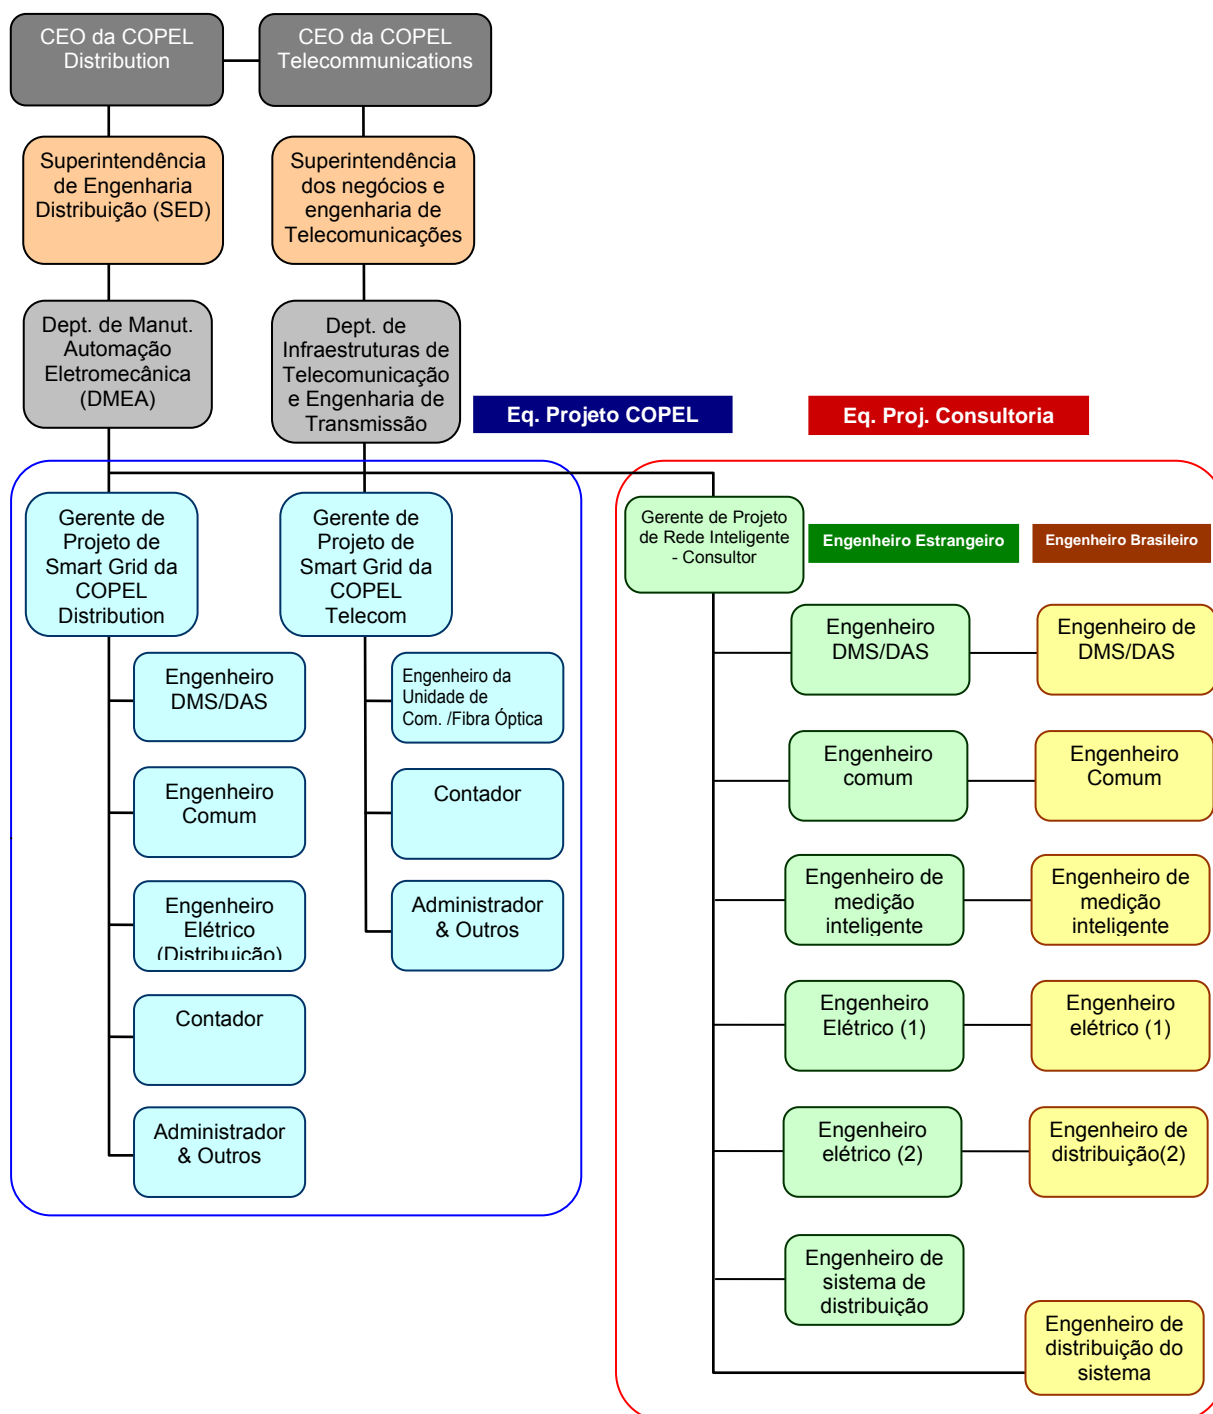 CEO da COPEL
Distribution
CEO da COPEL
Telecommunications
Superintendência
de Engenharia
Distribuição (SED)
Superintendência
dos negócios e
engenharia de
Telecomunicações
Dept. de Manut.
Automação
Eletromecânica
(DMEA)
Dept. de
Infraestruturas de
Telecomunicação
e Engenharia de
Transmissão
Eq. Projeto COPEL
Eq. Proj. Consultoria
Gerente de
Projeto de
Smart Grid da
COPEL
Distribution
Gerente de
Projeto de
Smart Grid da
COPEL
Telecom
Gerente de Projeto
de Rede Inteligente
- Consultor
Engenheiro Estrangeiro
Engenheiro Brasileiro
Engenheiro
DMS/DAS
Engenheiro
Comum
Engenheiro
Elétrico
(Distribuição)
Contador
Administrador
& Outros
Engenheiro da
Unidade de
Com. /Fibra Óptica
Contador
Administrador
& Outros
Engenheiro
DMS/DAS
Engenheiro de
DMS/DAS
Engenheiro
comum
Engenheiro
Comum
Engenheiro de
medição
inteligente
Engenheiro de
medição
inteligente
Engenheiro
Elétrico (1)
Engenheiro
elétrico (1)
Engenheiro
elétrico (2)
Engenheiro de
distribuição(2)
Engenheiro de
sistema de
distribuição
Engenheiro de
distribuição do
sistema